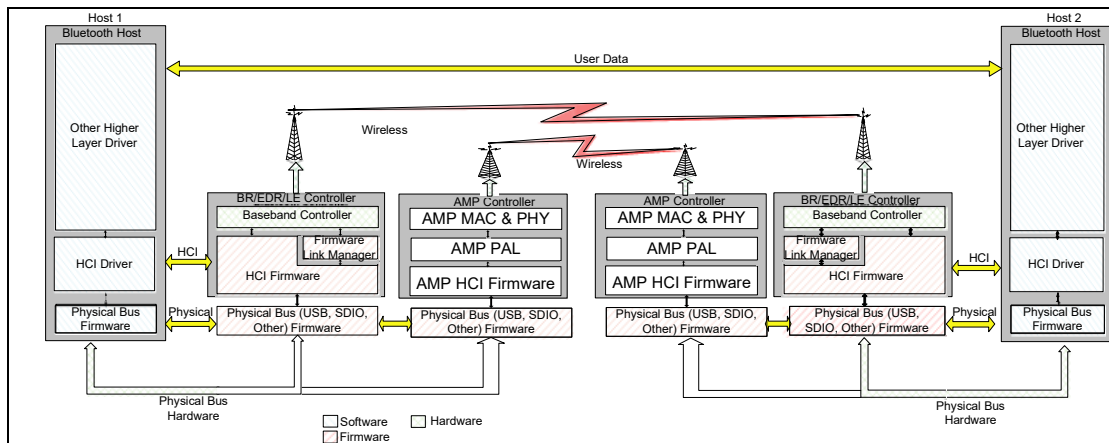 Host 1
Bluetooth Host
Other Higher
Layer Driver
HCI Driver
Physical Bus
Firmware
Host 2
Bluetooth Host
Other Higher
Layer Driver
HCI Driver
Physical Bus
Firmware
User Data
Wireless
Wireless
BR/EDR/LE Controller
Baseband Controller
Firmware
Link Manager
HCI Firmware
Physical Bus (USB, SDIO,
Other) Firmware
AMP Controller
AMP MAC & PHY
AMP PAL
AMP HCI Firmware
Physical Bus (USB, SDIO,
Other) Firmware
AMP Controller
AMP MAC & PHY
AMP PAL
AMP HCI Firmware
Physical Bus (USB, SDIO,
Other) Firmware
BR/EDR/LE Controller
Baseband Controller
Firmware
Link Manager
HCI Firmware
Physical Bus (USB,
SDIO, Other) Firmware
HCI
Physical
HCI
Physical
Physical Bus
Hardware
Physical Bus
Hardware
Software
Hardware
Firmware